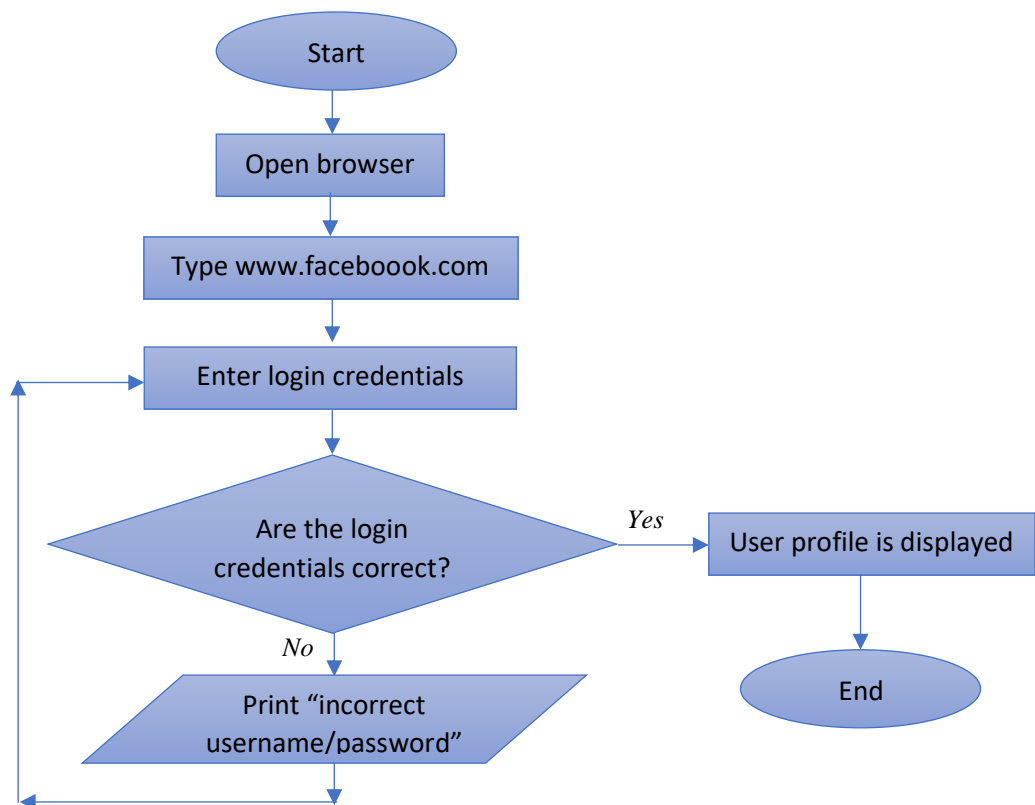 Start
Open browser
Type www.faceboook.com
Enter login credentials
Are the login
credentials correct?
Yes
User profile is displayed
No
Print “incorrect
username/password”
End